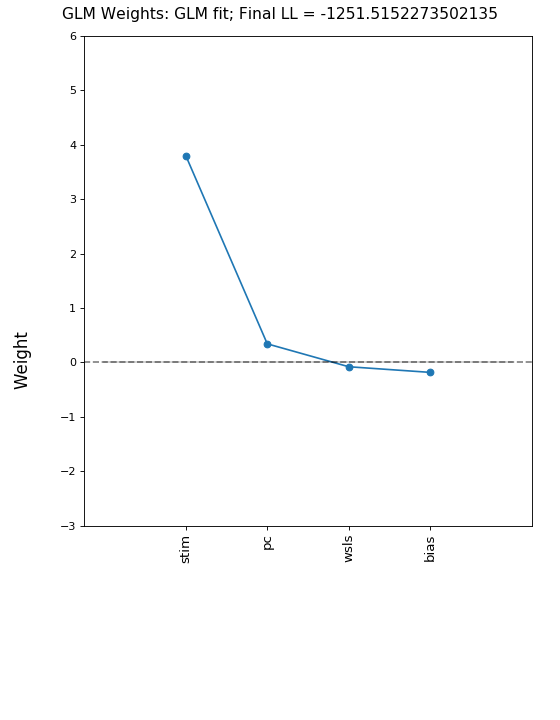 GLM Weights: GLM fit; Final LL = -1251.5152273502135
6
5
4
3
2
1
0
−1
−2
−3
Weight
stim
pc
wsls
bias